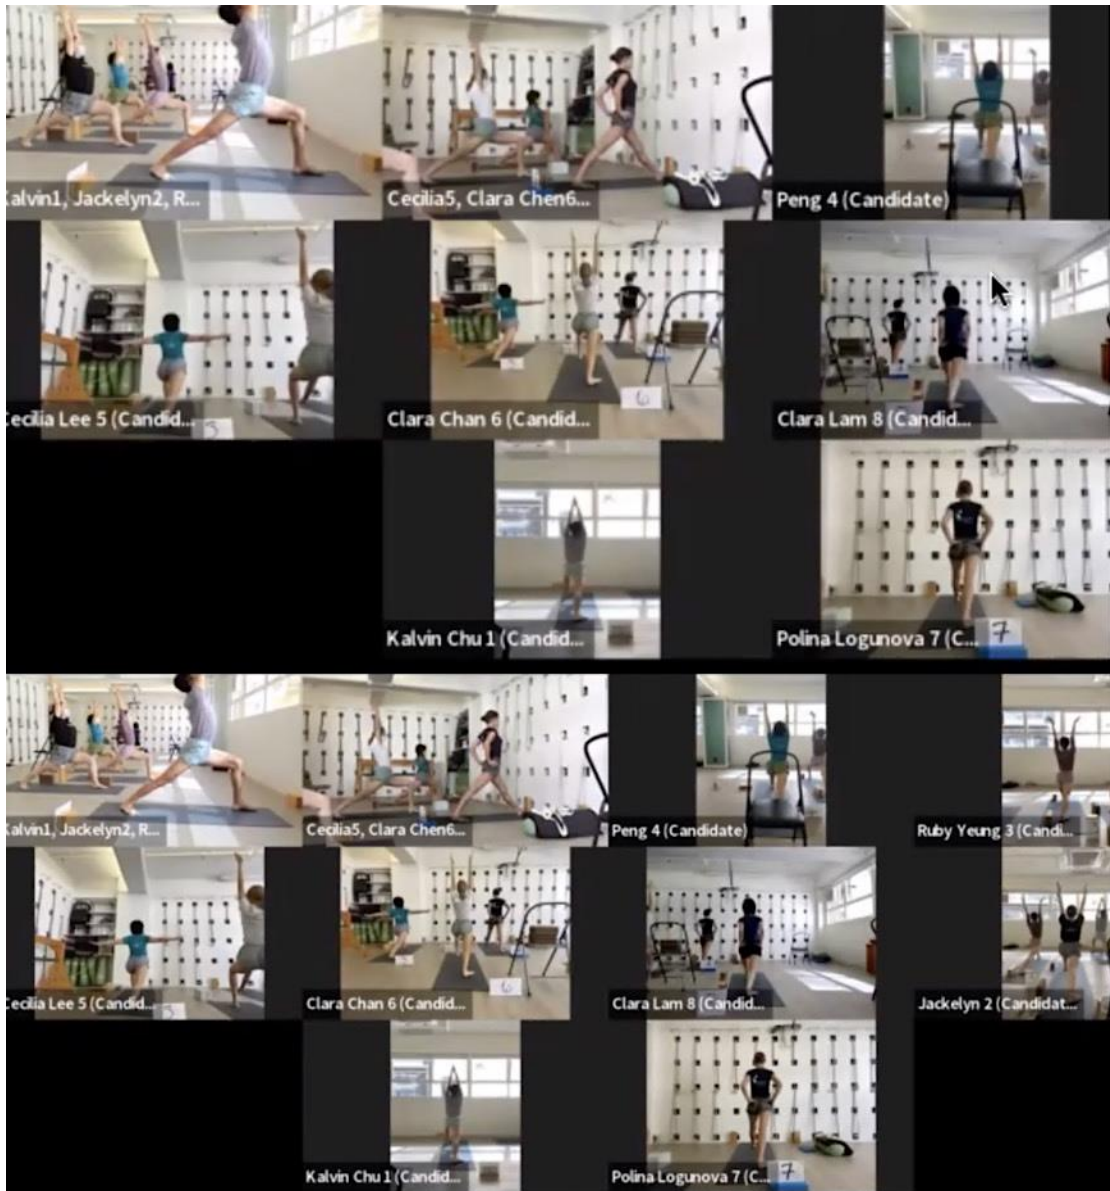 Kalvin1, Jackelyn2, R...
Cecilia5, Clara Chen6...
Peng 4 (Candidate)
Cecilia Lee 5 (Candid...
5
Clara Chan 6 (Candid...
6
Clara Lam 8 (Candid...
Kalvin Chu 1 (Candid...
Polina Logunova 7 (C...
7
Kalvin1, Jackelyn2, R...
Cecilia5, Clara Chen6...
Peng 4 (Candidate)
Ruby Yeung 3 (Candi...
Cecilia Lee 5 (Candid...
5
Clara Chan 6 (Candid...
6
Clara Lam 8 (Candid...
Jackelyn 2 (Candidat...
Kalvin Chu 1 (Candid...
Polina Logunova 7 (C...
7